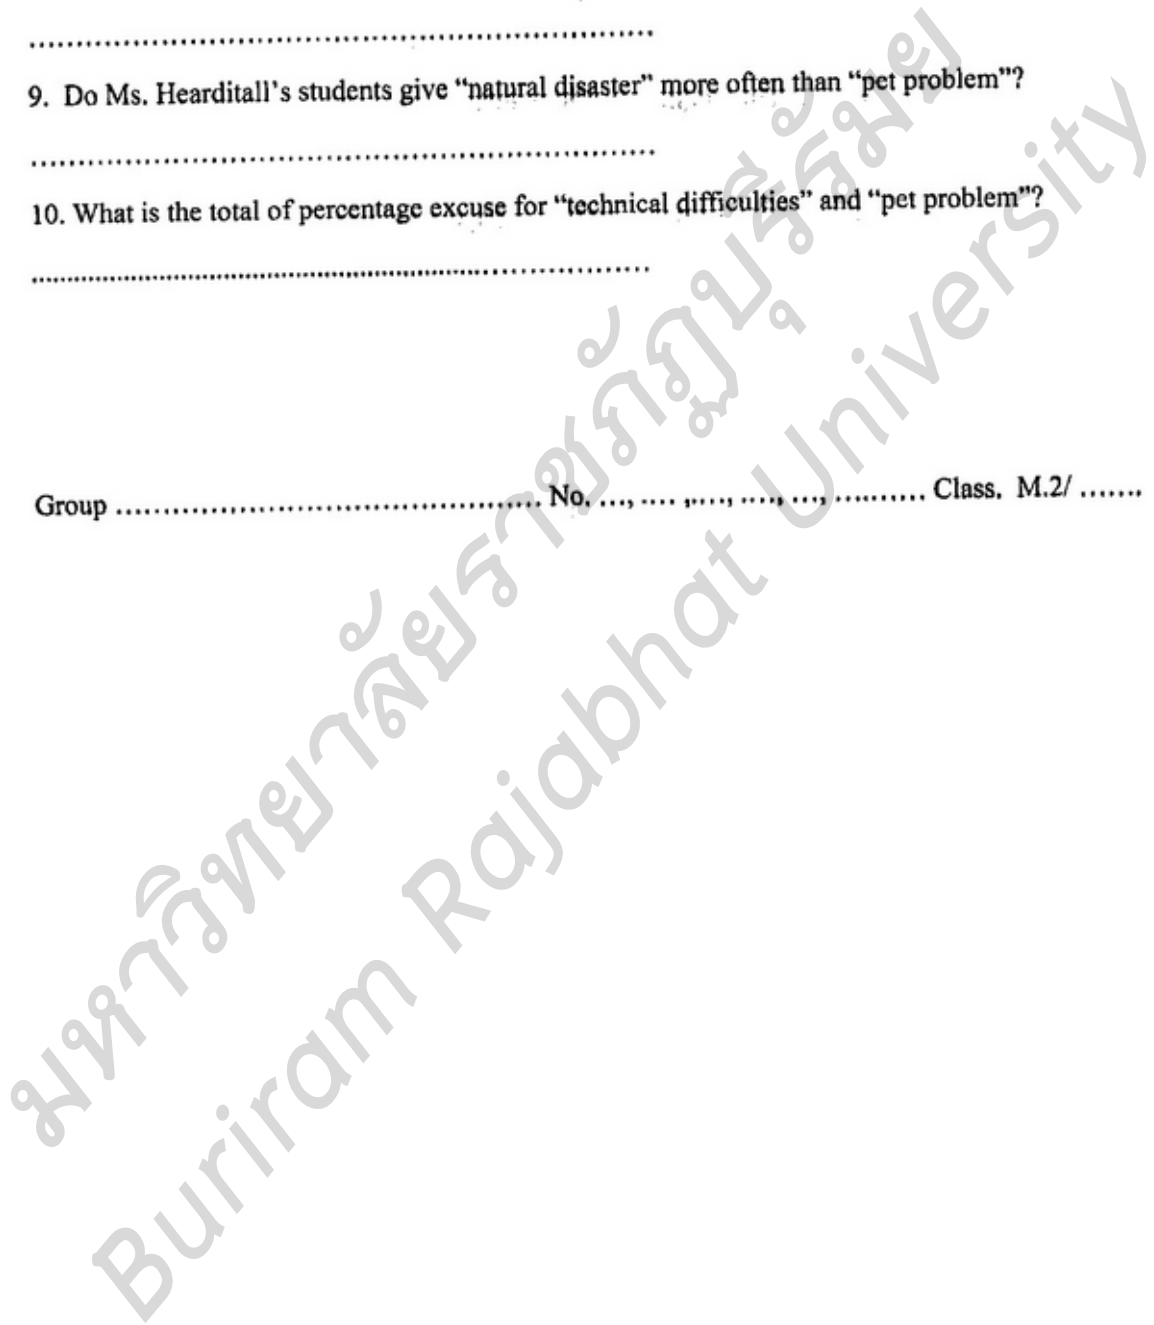 ........................................................................
9. Do Ms. Hearditall's students give “natural disaster” more often than “pet problem”?
........................................................................
10. What is the total of percentage excuse for “technical difficulties” and “pet problem”?
........................................................................
Group ............................................. No. ..., .... ,...., ...., ..., .......... Class. M.2/ .......
มหาวิทยาลัยราชภัฏบุรีรัมย์
Buriram Rajabhat University